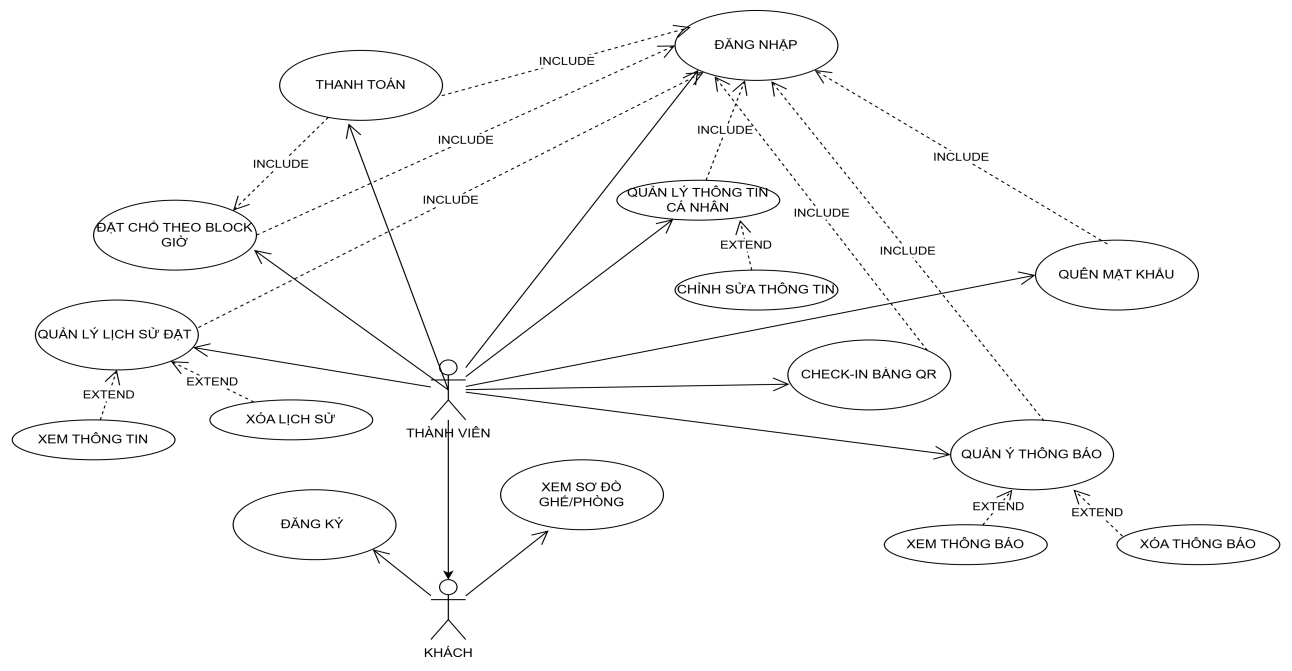 ĐĂNG NHẬP
THANH TOÁN
INCLUDE
INCLUDE
INCLUDE
INCLUDE
INCLUDE
INCLUDE
QUẢN LÝ THÔNG TIN
CÁ NHÂN
INCLUDE
INCLUDE
ĐẶT CHỖ THEO BLOCK
GIỜ
EXTEND
INCLUDE
QUÊN MẬT KHẨU
CHỈNH SỬA THÔNG TIN
QUẢN LÝ LỊCH SỬ ĐẶT
CHECK-IN BẰNG QR
EXTEND
EXTEND
XÓA LỊCH SỬ
THÀNH VIÊN
XEM THÔNG TIN
QUẢN Ý THÔNG BÁO
XEM SƠ ĐỒ
GHẾ/PHÒNG
EXTEND
EXTEND
ĐĂNG KÝ
XEM THÔNG BÁO
XÓA THÔNG BÁO
KHÁCH